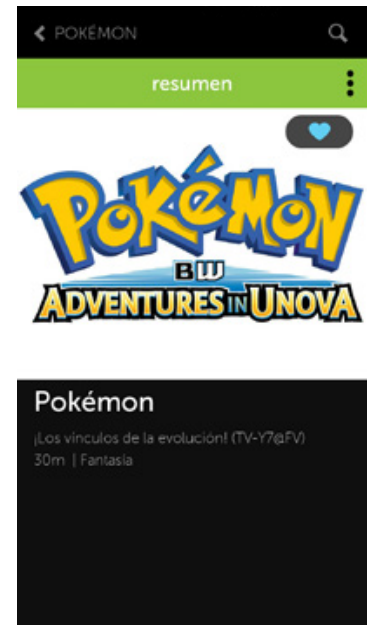 POKÉMON
resumen
POKÉMON
BW
ADVENTURES IN UNOVA
Pokémon
¡Los vínculos de la evolución! (TV-Y7@FV)
30m | Fantasía